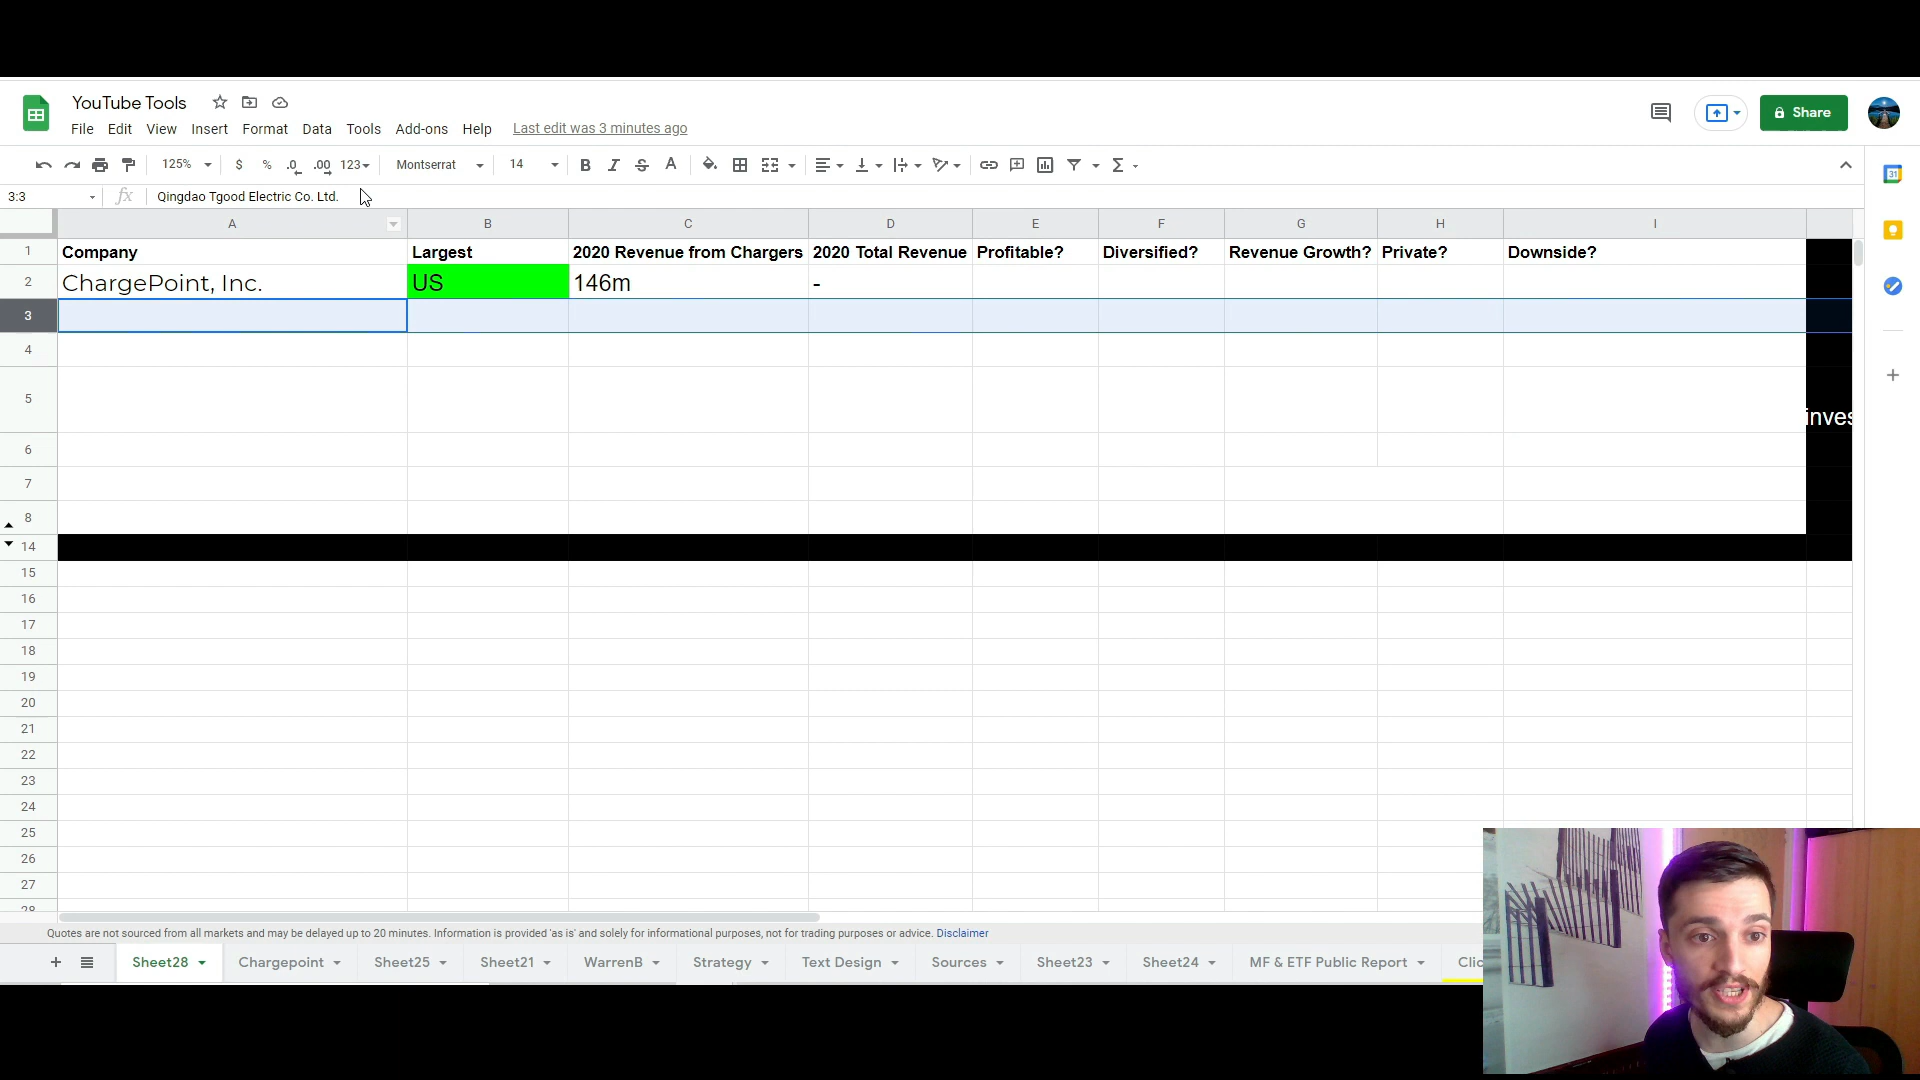 YouTube Tools
File Edit View Insert Format Data Tools Add-ons Help Last edit was 3 minutes ago
Share
125% $ % .0 .00 123 Montserrat 14 B I S A
31
3:3 fx Qingdao Tgood Electric Co. Ltd.
A B C D E F G H I
1 Company Largest 2020 Revenue from Chargers 2020 Total Revenue Profitable? Diversified? Revenue Growth? Private? Downside?
2 ChargePoint, Inc. US 146m -
3
4
5 inves
6
7
8
14
15
16
17
18
19
20
21
22
23
24
25
26
27
28
Quotes are not sourced from all markets and may be delayed up to 20 minutes. Information is provided 'as is' and solely for informational purposes, not for trading purposes or advice. Disclaimer
Sheet28 Chargepoint Sheet25 Sheet21 WarrenB Strategy Text Design Sources Sheet23 Sheet24 MF & ETF Public Report Clic